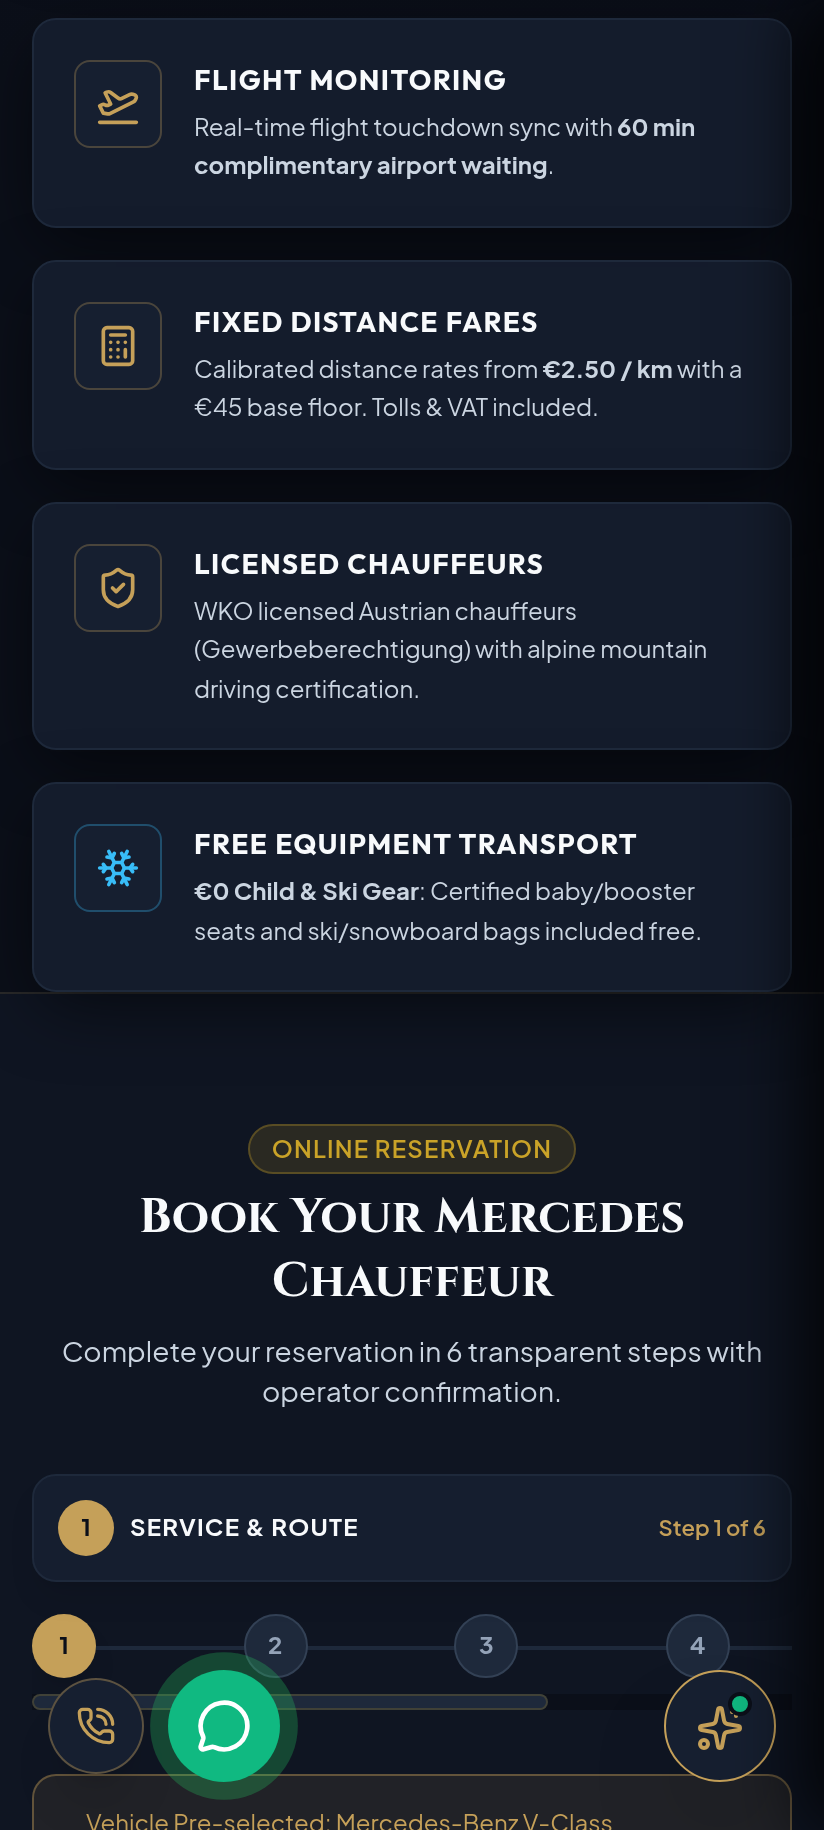 FLIGHT MONITORING
Real-time flight touchdown sync with 60 min
complimentary airport waiting.
FIXED DISTANCE FARES
Calibrated distance rates from €2.50 / km with a
€45 base floor. Tolls & VAT included.
LICENSED CHAUFFEURS
WKO licensed Austrian chauffeurs
(Gewerbeberechtigung) with alpine mountain
driving certification.
FREE EQUIPMENT TRANSPORT
€0 Child & Ski Gear: Certified baby/booster
seats and ski/snowboard bags included free.
ONLINE RESERVATION
Book Your Mercedes
Chauffeur
Complete your reservation in 6 transparent steps with
operator confirmation.
1 SERVICE & ROUTE Step 1 of 6
1 2 3 4
Vehicle Pre-selected: Mercedes-Benz V-Class